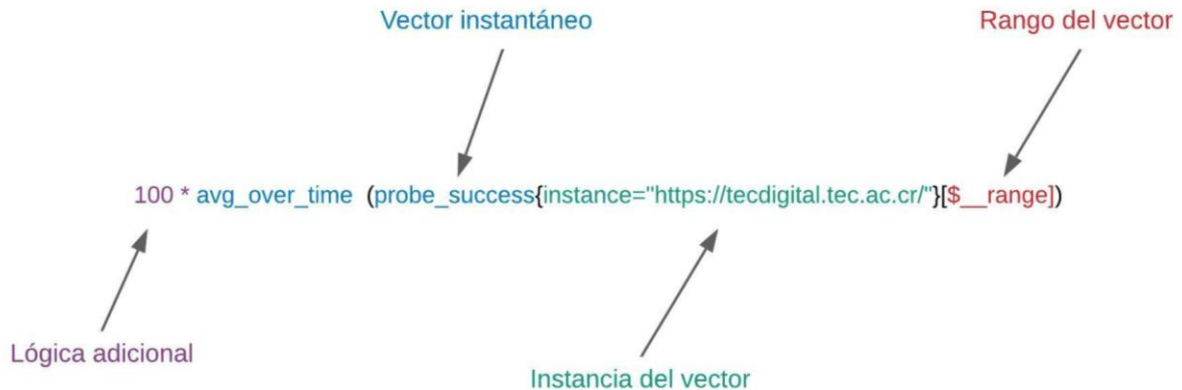 Vector instantáneo
Rango del vector
100 * avg_over_time (probe_success{instance="https://tecdigital.tec.ac.cr/"}[$__range])
Lógica adicional
Instancia del vector